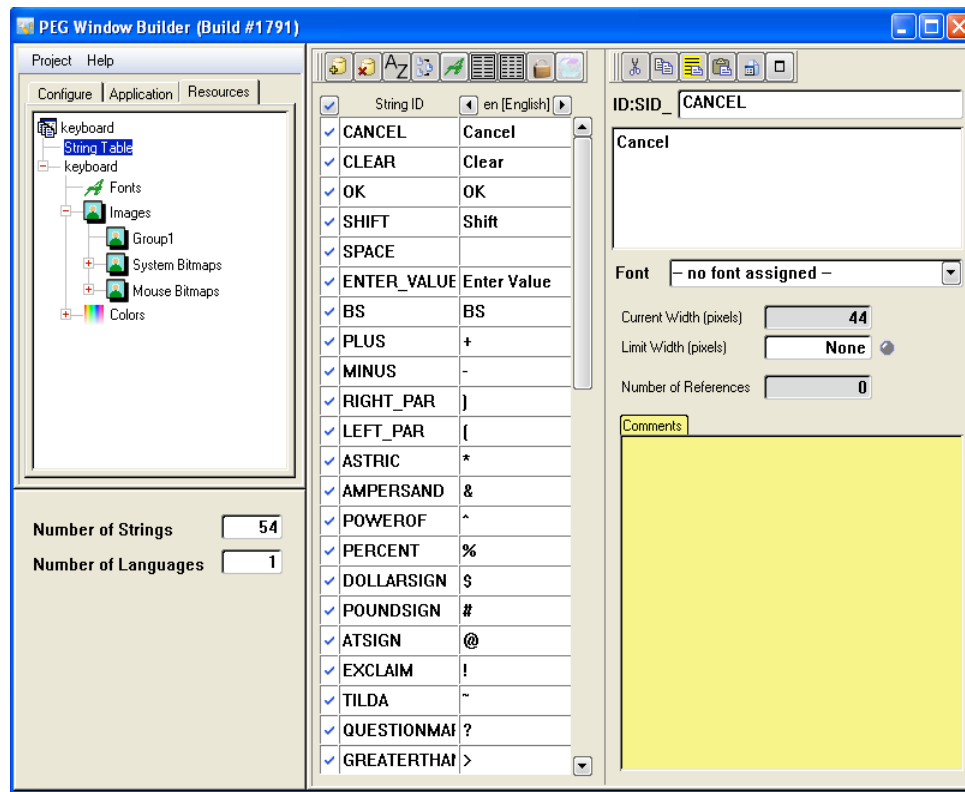 PEG Window Builder (Build #1791)
Project Help
Configure Application Resources
keyboard
String Table
keyboard
Fonts
Images
Group1
System Bitmaps
Mouse Bitmaps
Colors
Number of Strings 54
Number of Languages 1
AZ
String ID en [English]
CANCEL Cancel
CLEAR Clear
OK OK
SHIFT Shift
SPACE
ENTER_VALUE Enter Value
BS BS
PLUS +
MINUS -
RIGHT_PAR )
LEFT_PAR (
ASTRIC *
AMPERSAND &
POWEROF ^
PERCENT %
DOLLARSIGN $
POUNDSIGN #
ATSIGN @
EXCLAIM !
TILDA ~
QUESTIONMAI ?
GREATERTHAI >
ID:SID_ CANCEL
Cancel
Font -- no font assigned --
Current Width (pixels) 44
Limit Width (pixels) None
Number of References 0
Comments